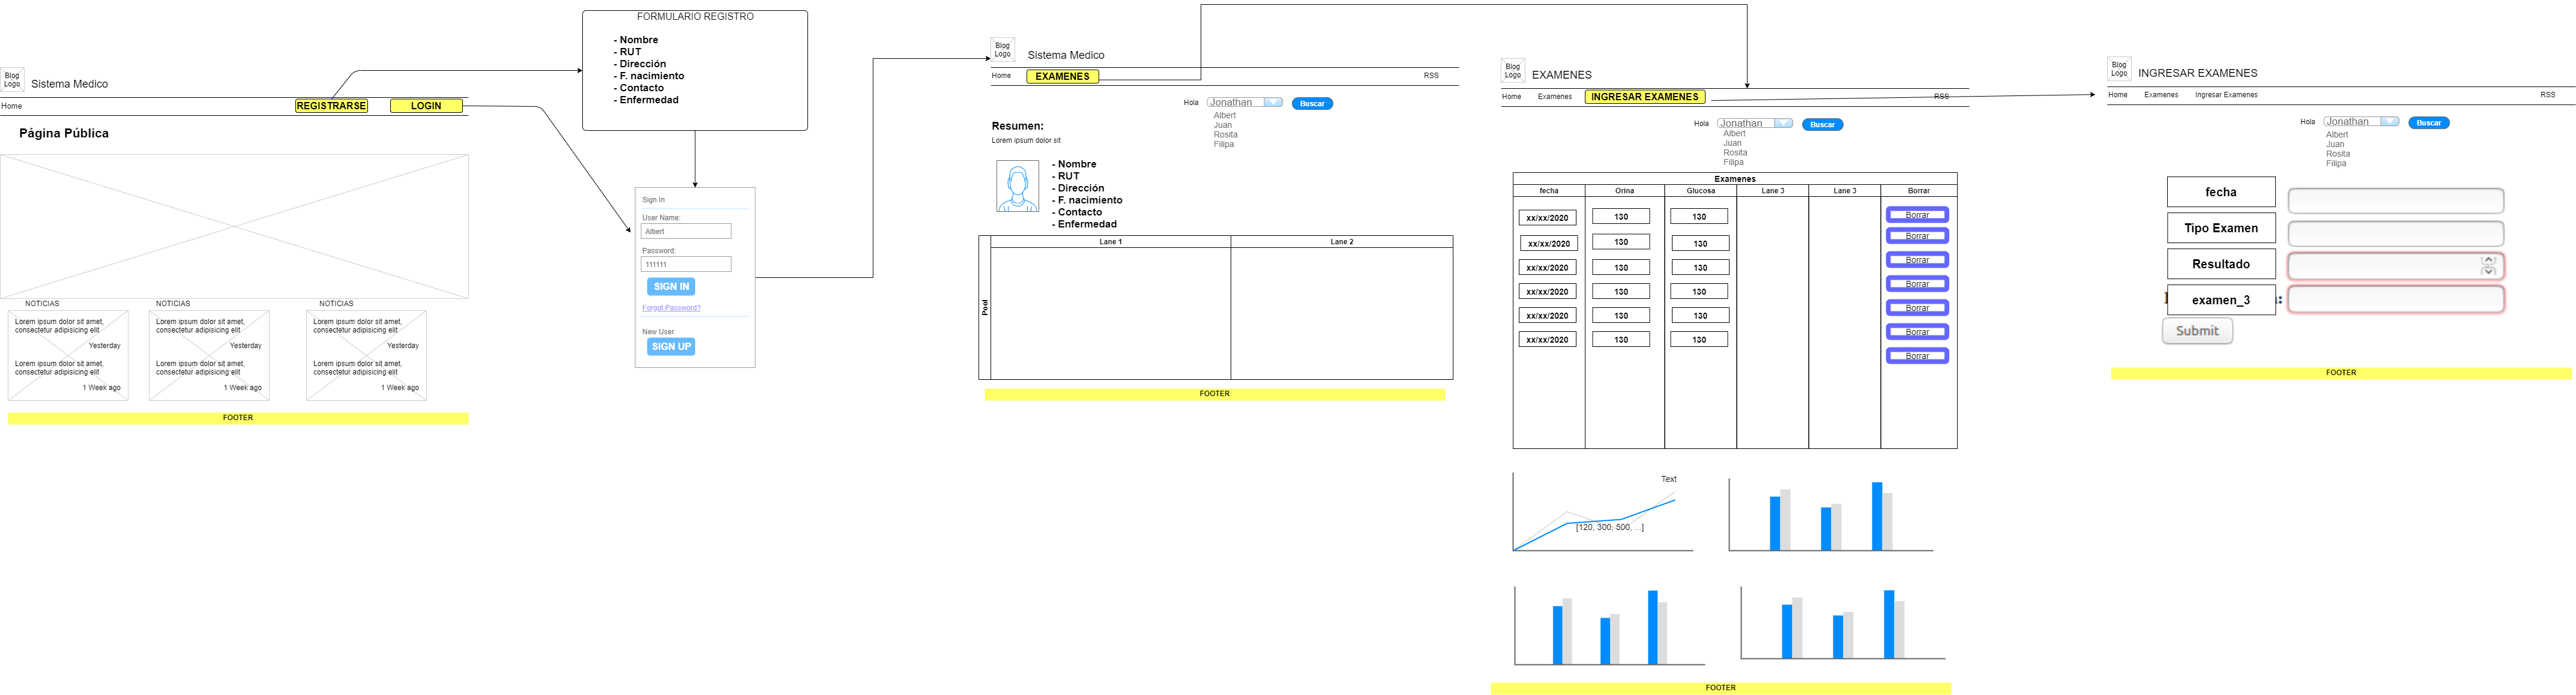 Blog
Logo
Sistema Medico
Home
REGISTRARSE
LOGIN
Página Pública
NOTICIAS
NOTICIAS
NOTICIAS
Lorem ipsum dolor sit amet,
consectetur adipisicing elit
Yesterday
Lorem ipsum dolor sit amet,
consectetur adipisicing elit
1 Week ago
Lorem ipsum dolor sit amet,
consectetur adipisicing elit
Yesterday
Lorem ipsum dolor sit amet,
consectetur adipisicing elit
1 Week ago
Lorem ipsum dolor sit amet,
consectetur adipisicing elit
Yesterday
Lorem ipsum dolor sit amet,
consectetur adipisicing elit
1 Week ago
FOOTER
FORMULARIO REGISTRO
- Nombre
- RUT
- Dirección
- F. nacimiento
- Contacto
- Enfermedad
Sign In
User Name:
Albert
Password:
111111
SIGN IN
Forgot Password?
New User
SIGN UP
Blog
Logo
Sistema Medico
Home
EXAMENES
RSS
Hola
Jonathan
Buscar
Albert
Juan
Rosita
Filipa
Resumen:
Lorem ipsum dolor sit
- Nombre
- RUT
- Dirección
- F. nacimiento
- Contacto
- Enfermedad
Pool
Lane 1
Lane 2
FOOTER
Blog
Logo
EXAMENES
Home
Examenes
INGRESAR EXAMENES
RSS
Hola
Jonathan
Buscar
Albert
Juan
Rosita
Filipa
Examenes
fecha
Orina
Glucosa
Lane 3
Lane 3
Borrar
xx/xx/2020
130
130
Borrar
xx/xx/2020
130
130
Borrar
xx/xx/2020
130
130
Borrar
xx/xx/2020
130
130
Borrar
xx/xx/2020
130
130
Borrar
xx/xx/2020
130
130
Borrar
Borrar
Text
[120, 300, 500, ...]
FOOTER
Blog
Logo
INGRESAR EXAMENES
Home
Examenes
Ingresar Examenes
RSS
Hola
Jonathan
Buscar
Albert
Juan
Rosita
Filipa
fecha
Tipo Examen
Resultado
examen_3
Submit
FOOTER